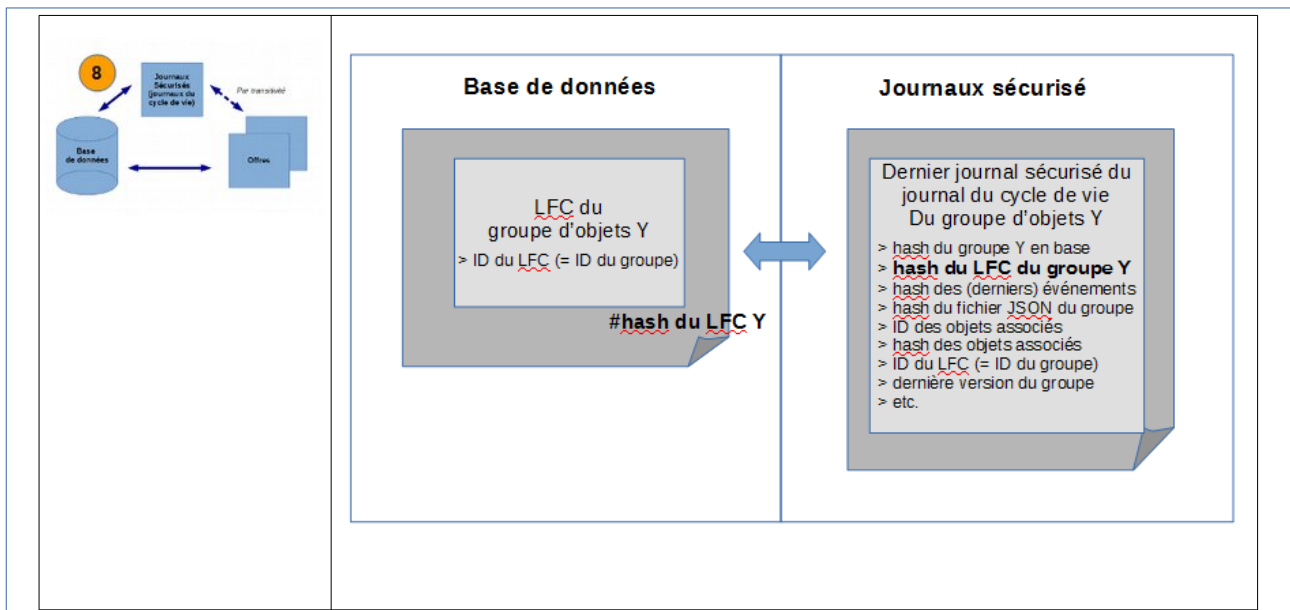 8
Journaux
Sécurisés
(journaux du
cycle de vie)
Par transitivité
Base
de données
Offres
Base de données
LFC du
groupe d'objets Y
> ID du LFC (= ID du groupe)
#hash du LFC Y
Journaux sécurisé
Dernier journal sécurisé du
journal du cycle de vie
Du groupe d'objets Y
> hash du groupe Y en base
> hash du LFC du groupe Y
> hash des (derniers) événements
> hash du fichier JSON du groupe
> ID des objets associés
> hash des objets associés
> ID du LFC (= ID du groupe)
> dernière version du groupe
> etc.